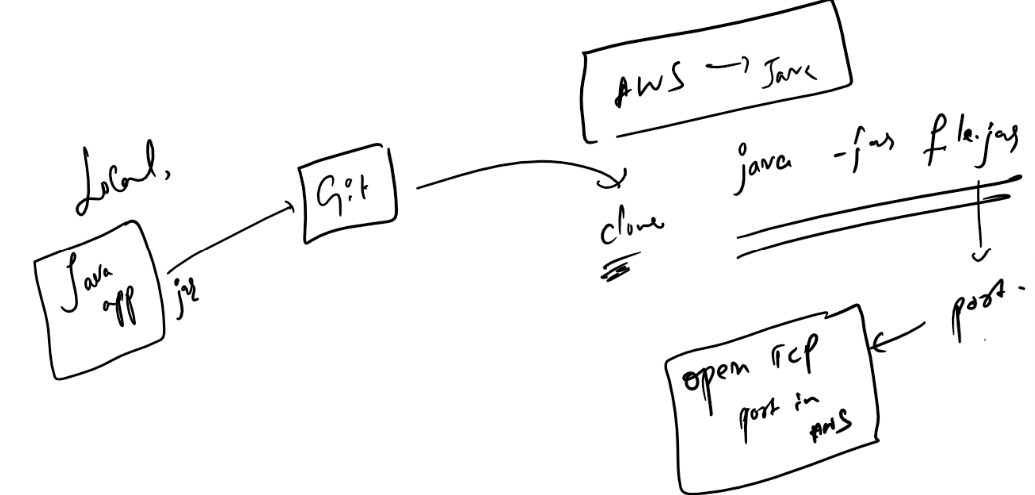 Local,
Java
app
jar
Git
AWS → Java
clone
java -jar file.jar
port.
open TCP
port in
AWS